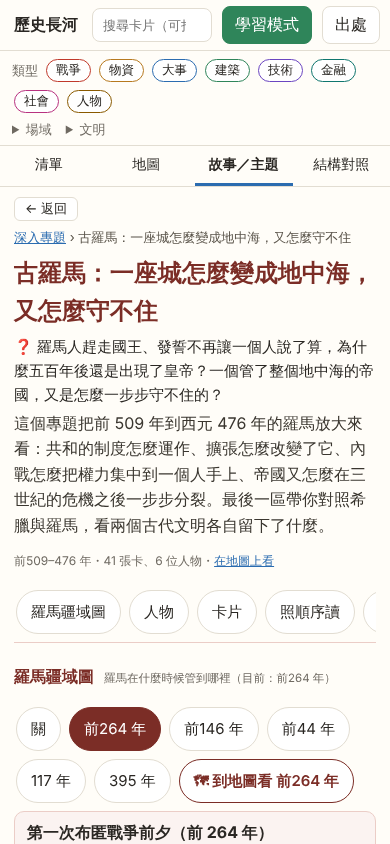 歷史長河 搜尋卡片（可打 學習模式 出處
類型 戰爭 物資 大事 建築 技術 金融
社會 人物
▶ 場域 ▶ 文明
清單 地圖 故事／主題 結構對照
← 返回
深入專題 › 古羅馬：一座城怎麼變成地中海，又怎麼守不住
古羅馬：一座城怎麼變成地中海，
又怎麼守不住
❓ 羅馬人趕走國王、發誓不再讓一個人說了算，為什
麼五百年後還是出現了皇帝？一個管了整個地中海的帝
國，又是怎麼一步步守不住的？
這個專題把前 509 年到西元 476 年的羅馬放大來
看：共和的制度怎麼運作、擴張怎麼改變了它、內
戰怎麼把權力集中到一個人手上、帝國又怎麼在三
世紀的危機之後一步步分裂。最後一區帶你對照希
臘與羅馬，看兩個古代文明各自留下了什麼。
前509–476 年・41 張卡、6 位人物・在地圖上看
羅馬疆域圖 人物 卡片 照順序讀
羅馬疆域圖 羅馬在什麼時候管到哪裡（目前：前264 年）
關 前264 年 前146 年 前44 年
117 年 395 年 🗺 到地圖看 前264 年
第一次布匿戰爭前夕（前 264 年）